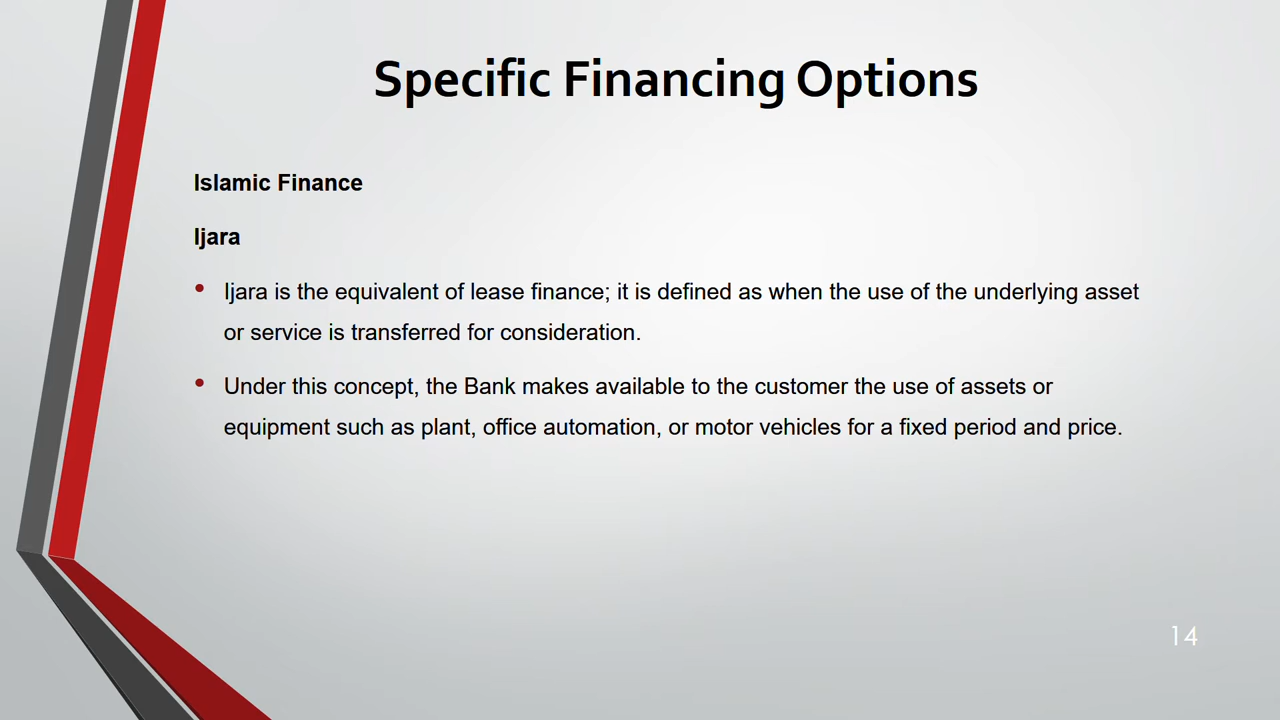 Specific Financing Options
Islamic Finance
Ijara
• Ijara is the equivalent of lease finance; it is defined as when the use of the underlying asset
or service is transferred for consideration.
• Under this concept, the Bank makes available to the customer the use of assets or
equipment such as plant, office automation, or motor vehicles for a fixed period and price.
14